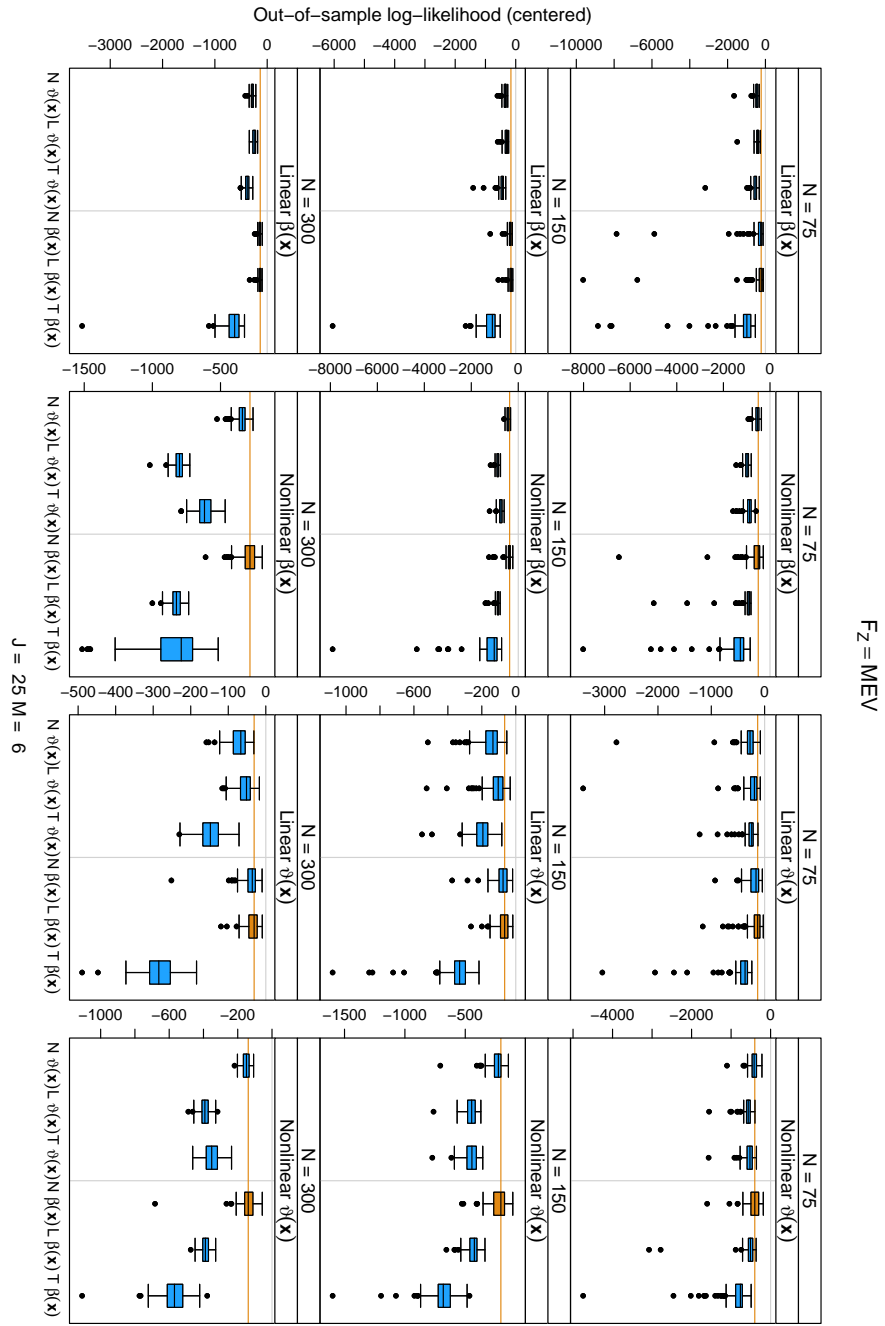 F_Z = MEV
N = 75 N = 75 N = 75 N = 75
Linear β(x) Nonlinear β(x) Linear ϑ(x) Nonlinear ϑ(x)
−10000 −6000 −2000 0
−8000 −6000 −4000 −2000 0
−3000 −2000 −1000 0
−4000 −2000 0
N = 150 N = 150 N = 150 N = 150
Linear β(x) Nonlinear β(x) Linear ϑ(x) Nonlinear ϑ(x)
−6000 −4000 −2000 0
−8000 −6000 −4000 −2000 0
−1000 −600 −200 0
−1500 −1000 −500
N = 300 N = 300 N = 300 N = 300
Linear β(x) Nonlinear β(x) Linear ϑ(x) Nonlinear ϑ(x)
−3000 −1000 0
−1500 −1000 −500
−500 −300 −100 0
−1000 −600 −200
Out−of−sample log−likelihood (centered)
N ϑ(x) L ϑ(x) T ϑ(x) N β(x) L β(x) T β(x)
N ϑ(x) L ϑ(x) T ϑ(x) N β(x) L β(x) T β(x)
N ϑ(x) L ϑ(x) T ϑ(x) N β(x) L β(x) T β(x)
N ϑ(x) L ϑ(x) T ϑ(x) N β(x) L β(x) T β(x)
J = 25 M = 6